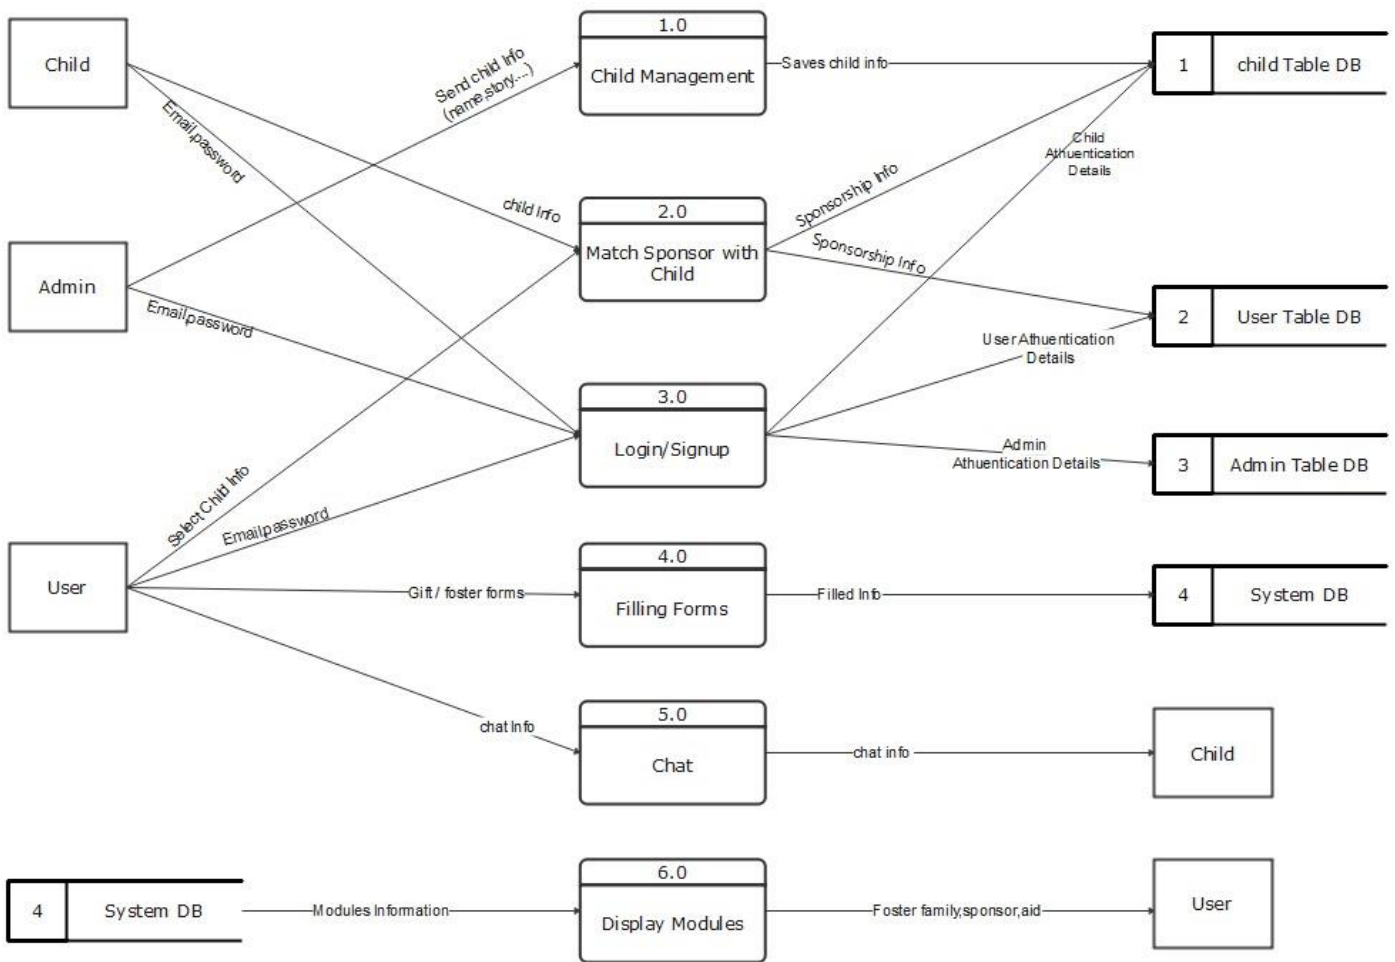 1.0
Child
Send child Info
(name,story....)
Child Management
Saves child info
1
child Table DB
Email,password
Child
Athuentication
Details
child Info
2.0
Sponsorship Info
Match Sponsor with
Child
Sponsorship Info
Admin
Email,password
2
User Table DB
User Athuentication
Details
3.0
Login/Signup
Admin
Athuentication Details
3
Admin Table DB
Select Child Info
Email,password
4.0
User
Gift / foster forms
Filling Forms
Filled Info
4
System DB
5.0
chat Info
Chat
chat info
Child
6.0
4
System DB
Modules Information
Display Modules
Foster family,sponsor,aid
User